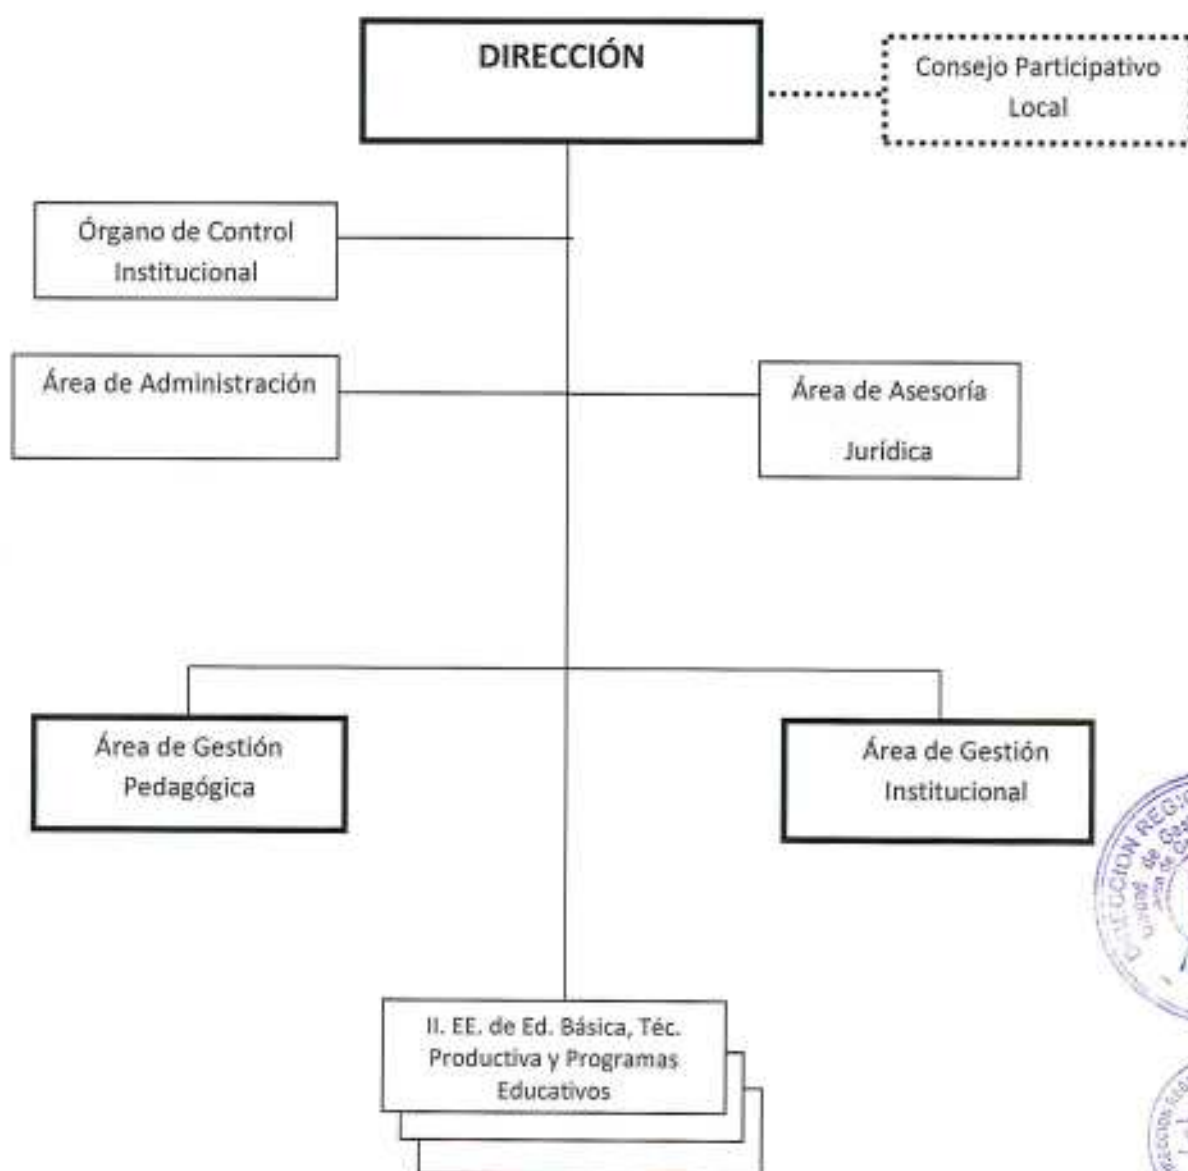 DIRECCIÓN
Consejo Participativo
Local
Órgano de Control
Institucional
Área de Administración
Área de Asesoría
Jurídica
Área de Gestión
Pedagógica
Área de Gestión
Institucional
II. EE. de Ed. Básica, Téc.
Productiva y Programas
Educativos